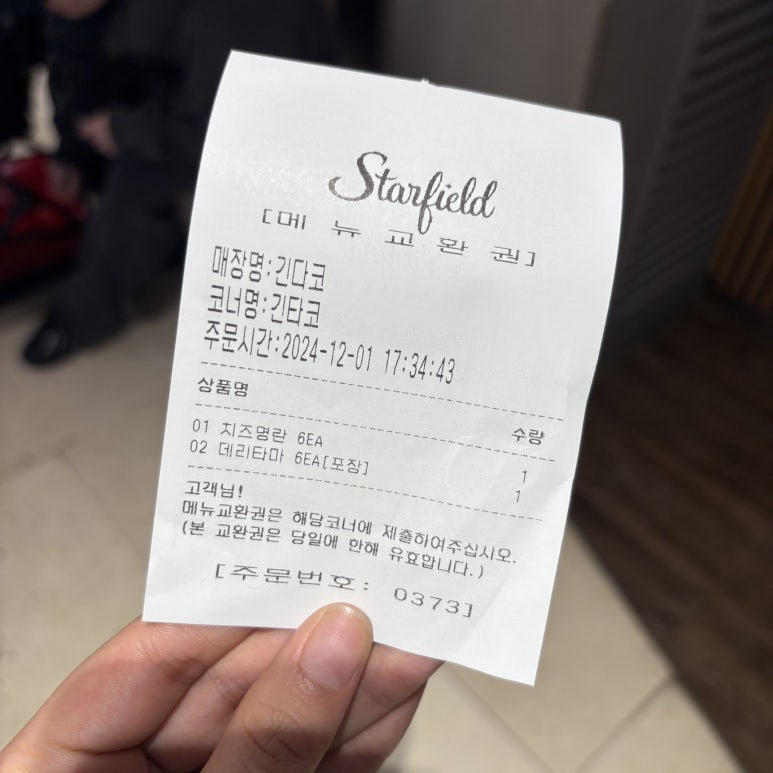 Starfield
[메 뉴 교 환 권]
매장명:긴다코
코너명:긴타코
주문시간:2024-12-01 17:34:43
상품명 수량
01 치즈명란 6EA 1
02 데리타마 6EA[포장] 1
고객님!
메뉴교환권은 해당코너에 제출하여주십시오.
(본 교환권은 당일에 한해 유효합니다.)
[주문번호: 0373]